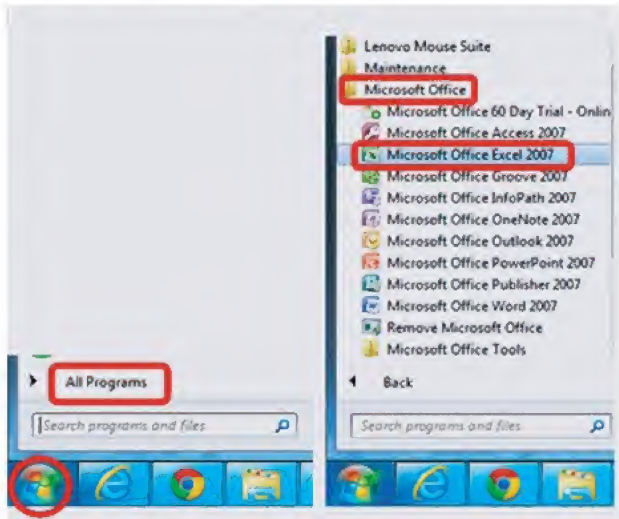 All Programs
Search programs and files
Lenovo Mouse Suite
Maintenance
Microsoft Office
Microsoft Office 60 Day Trial - Onlin
Microsoft Office Access 2007
Microsoft Office Excel 2007
Microsoft Office Groove 2007
Microsoft Office InfoPath 2007
Microsoft Office OneNote 2007
Microsoft Office Outlook 2007
Microsoft Office PowerPoint 2007
Microsoft Office Publisher 2007
Microsoft Office Word 2007
Remove Microsoft Office
Microsoft Office Tools
Back
Search programs and files